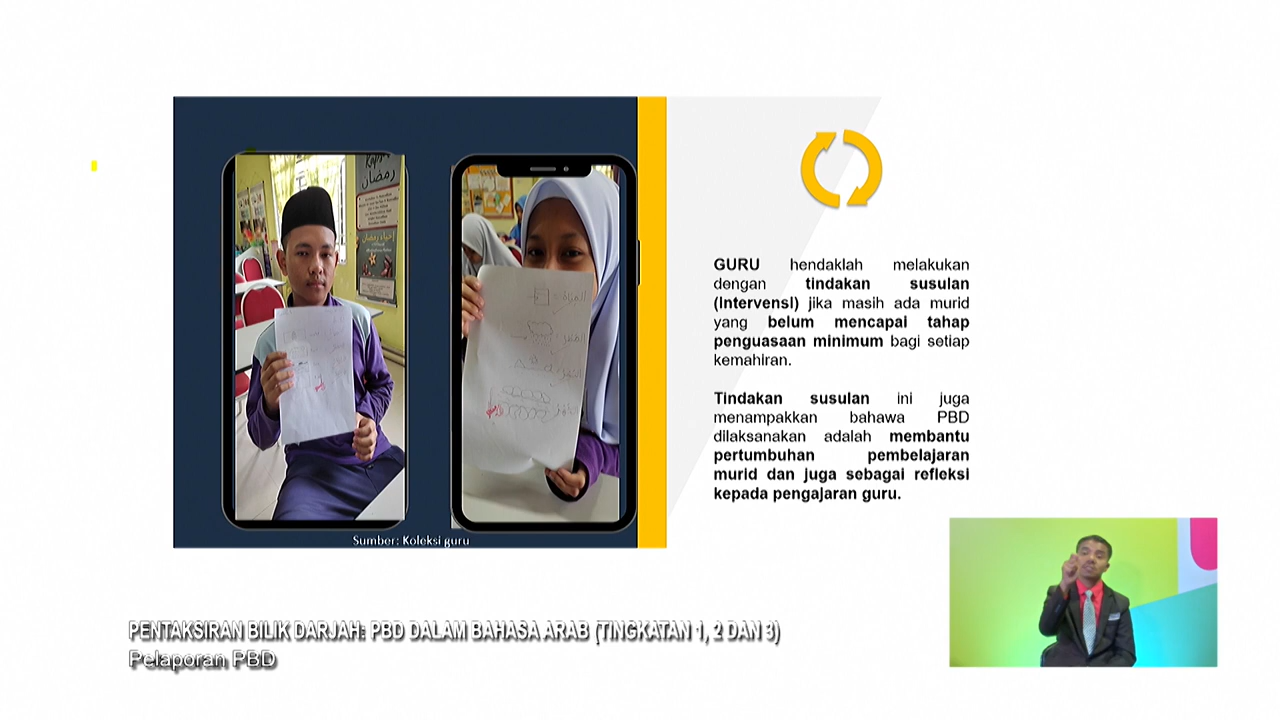 رمضان
المرآة
Sumber: Koleksi guru
GURU hendaklah melakukan
dengan tindakan susulan
(intervensi) jika masih ada murid
yang belum mencapai tahap
penguasaan minimum bagi setiap
kemahiran.
Tindakan susulan ini juga
menampakkan bahawa PBD
dilaksanakan adalah membantu
pertumbuhan pembelajaran
murid dan juga sebagai refleksi
kepada pengajaran guru.
PENTAKSIRAN BILIK DARJAH: PBD DALAM BAHASA ARAB (TINGKATAN 1, 2 DAN 3)
Pelaporan PBD